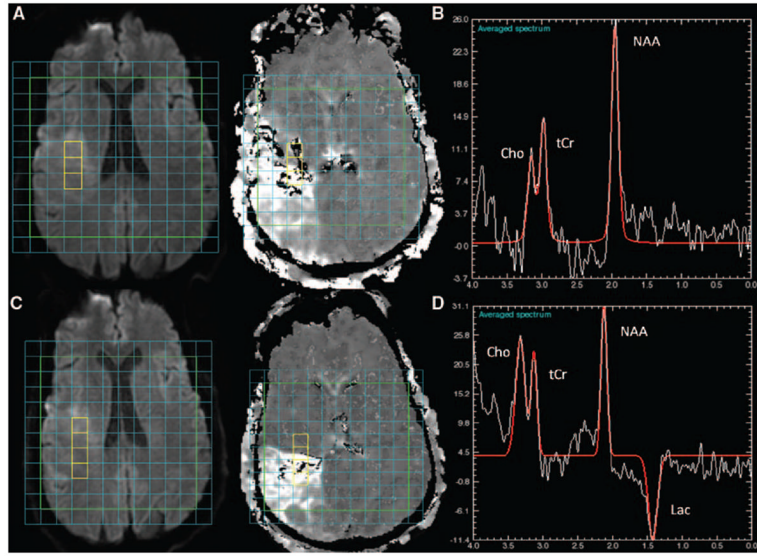 A
B
26.0
Averaged spectrum
NAA
22.3
18.6
14.9
Cho
tCr
11.1
7.4
3.7
-0.0
-3.7
4.0 3.5 3.0 2.5 2.0 1.5 1.0 0.5 0.0
C
D
31.1
Averaged spectrum
NAA
Cho
25.8
tCr
20.5
15.1
9.8
4.5
-0.8
-6.1
Lac
-11.4
4.0 3.5 3.0 2.5 2.0 1.5 1.0 0.5 0.0